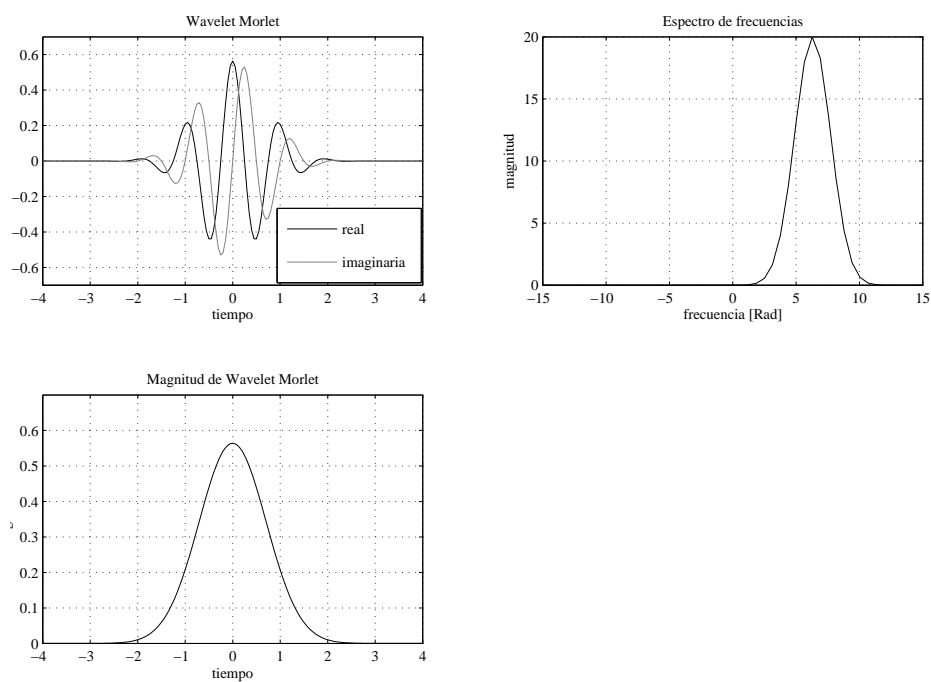 Wavelet Morlet
0.6
0.4
0.2
0
−0.2
−0.4
−0.6
real
imaginaria
−4 −3 −2 −1 0 1 2 3 4
tiempo
Espectro de frecuencias
20
15
10
5
0
magnitud
−15 −10 −5 0 5 10 15
frecuencia [Rad]
Magnitud de Wavelet Morlet
0.6
0.5
0.4
0.3
0.2
0.1
0
−4 −3 −2 −1 0 1 2 3 4
tiempo